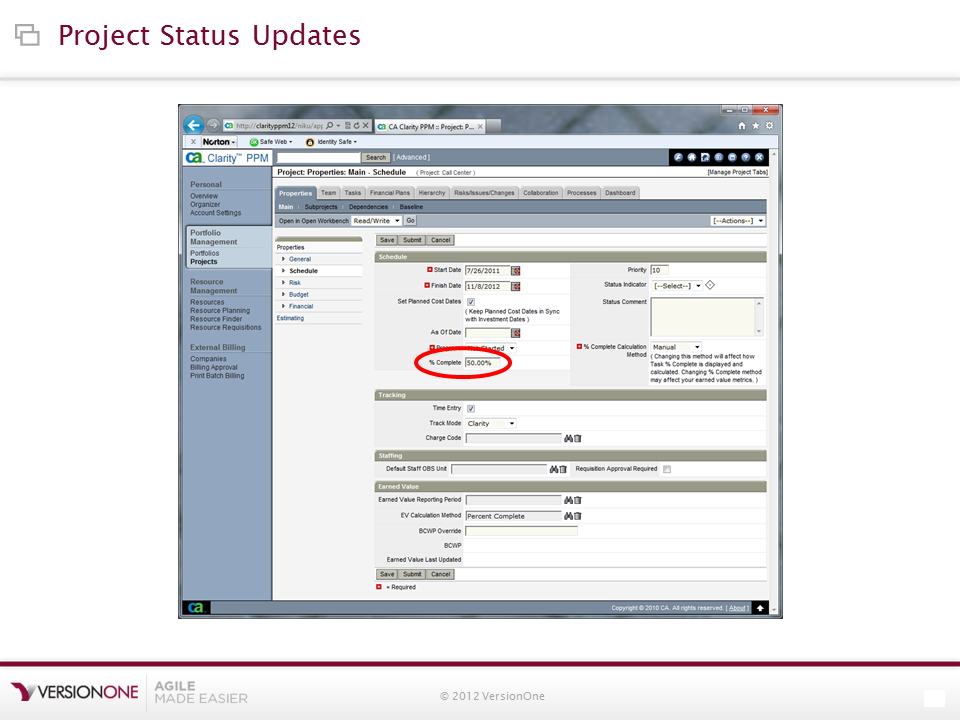 Project Status Updates
http://clarityppm12/niku/app
CA Clarity PPM :: Project: P...
X Norton Safe Web Identity Safe
ca Clarity™ PPM
Search [ Advanced ]
Project: Properties: Main - Schedule ( Project: Call Center )
[Manage Project Tabs]
Personal
Overview
Organizer
Account Settings
Portfolio
Management
Portfolios
Projects
Resource
Management
Resources
Resource Planning
Resource Finder
Resource Requisitions
External Billing
Companies
Billing Approval
Print Batch Billing
Properties Team Tasks Financial Plans Hierarchy Risks/Issues/Changes Collaboration Processes Dashboard
Main Subprojects Dependencies Baseline
Open in Open Workbench Read/Write Go
[--Actions--]
Properties
General
Schedule
Risk
Budget
Financial
Estimating
Save Submit Cancel
Schedule
Start Date 7/26/2011
Finish Date 11/8/2012
Set Planned Cost Dates
( Keep Planned Cost Dates in Sync
with Investment Dates )
As Of Date
Started
% Complete 50.00%
Priority 10
Status Indicator [--Select--]
Status Comment
% Complete Calculation
Method
Manual
( Changing this method will affect how
Task % Complete is displayed and
calculated. Changing % Complete method
may affect your earned value metrics. )
Tracking
Time Entry
Track Mode Clarity
Charge Code
Staffing
Default Staff OBS Unit
Requisition Approval Required
Earned Value
Earned Value Reporting Period
EV Calculation Method Percent Complete
BCWP Override
BCWP
Earned Value Last Updated
Save Submit Cancel
= Required
ca
Copyright © 2010 CA. All rights reserved. [ About ]
VERSIONONE
AGILE
MADE EASIER
© 2012 VersionOne